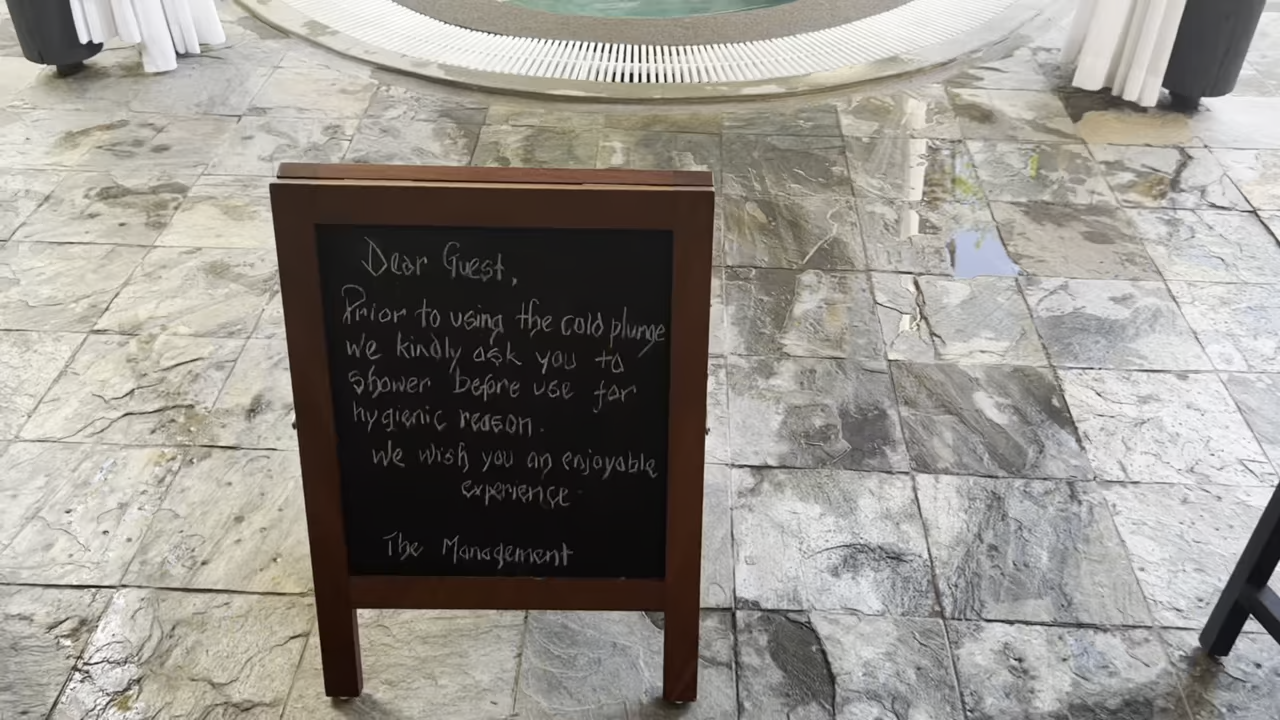 Dear Guest,
Prior to using the cold plunge
we kindly ask you to
shower before use for
hygienic reason.
We wish you an enjoyable
experience.
The Management